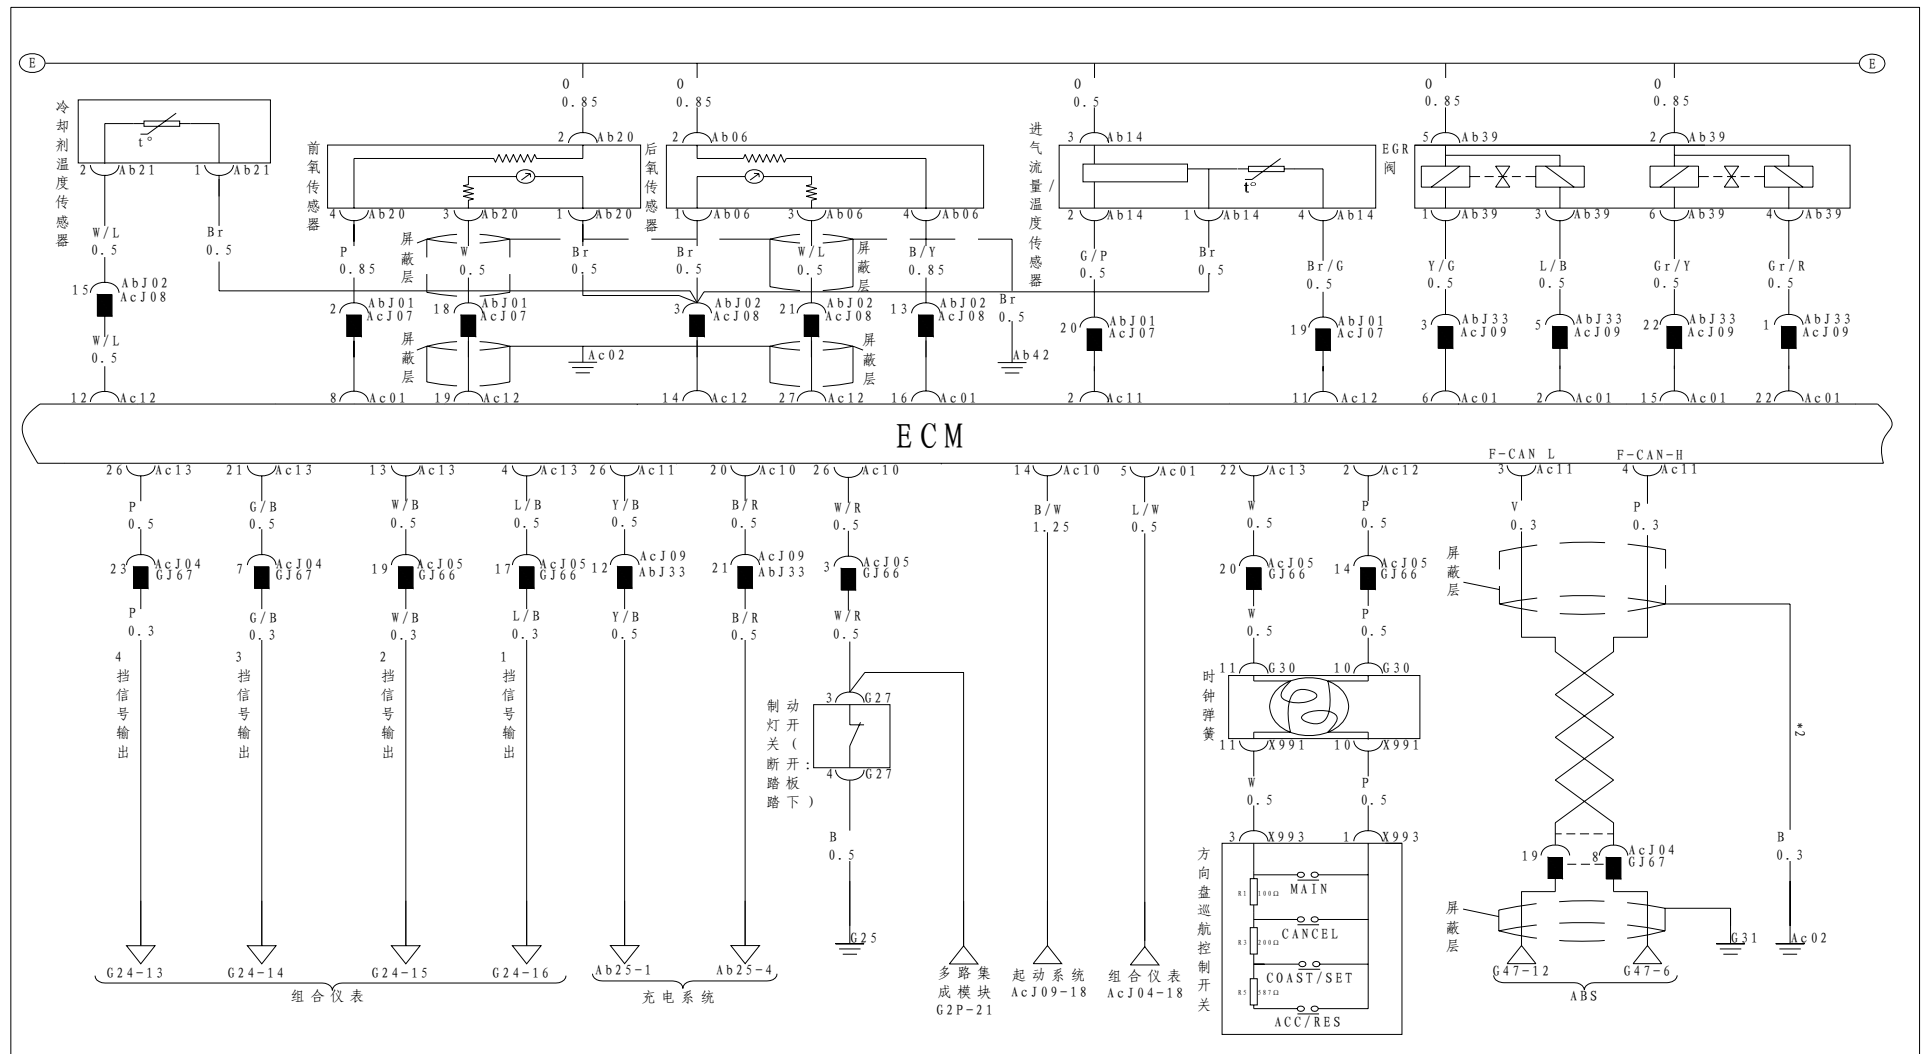 E
E
O
0.85
O
0.85
O
0.5
O
0.85
O
0.85
冷却剂温度传感器
t°
2 Ab21
1 Ab21
前氧传感器
2 Ab20
4 Ab20
3 Ab20
1 Ab20
后氧传感器
2 Ab06
1 Ab06
3 Ab06
4 Ab06
进气流量/温度传感器
3 Ab14
t°
2 Ab14
1 Ab14
4 Ab14
EGR
阀
5 Ab39
2 Ab39
1 Ab39
3 Ab39
6 Ab39
4 Ab39
W/L
0.5
Br
0.5
P
0.85
屏蔽层
W
0.5
Br
0.5
Br
0.5
W/L
0.5
屏蔽层
B/Y
0.85
Br
0.5
G/P
0.5
Br
0.5
Br/G
0.5
Y/G
0.5
L/B
0.5
Gr/Y
0.5
Gr/R
0.5
15 AbJ02
AcJ08
2 AbJ01
AcJ07
18 AbJ01
AcJ07
3 AbJ02
AcJ08
21 AbJ02
AcJ08
13 AbJ02
AcJ08
20 AbJ01
AcJ07
19 AbJ01
AcJ07
3 AbJ33
AcJ09
5 AbJ33
AcJ09
22 AbJ33
AcJ09
1 AbJ33
AcJ09
W/L
0.5
屏蔽层
Ac02
屏蔽层
Ab42
12 Ac12
8 Ac01
19 Ac12
14 Ac12
27 Ac12
16 Ac01
2 Ac11
11 Ac12
6 Ac01
2 Ac01
15 Ac01
22 Ac01
ECM
F-CAN L
F-CAN-H
26 Ac13
21 Ac13
13 Ac13
4 Ac13
26 Ac11
20 Ac10
26 Ac10
14 Ac10
5 Ac01
22 Ac13
2 Ac12
3 Ac11
4 Ac11
P
0.5
G/B
0.5
W/B
0.5
L/B
0.5
Y/B
0.5
B/R
0.5
W/R
0.5
B/W
1.25
L/W
0.5
W
0.5
P
0.5
V
0.3
P
0.3
23 AcJ04
GJ67
7 AcJ04
GJ67
19 AcJ05
GJ66
17 AcJ05
GJ66
12 AcJ09
AbJ33
21 AcJ09
AbJ33
3 AcJ05
GJ66
20 AcJ05
GJ66
14 AcJ05
GJ66
屏蔽层
P
0.3
G/B
0.3
W/B
0.3
L/B
0.3
Y/B
0.5
B/R
0.5
W/R
0.5
W
0.5
P
0.5
4挡信号输出
3挡信号输出
2挡信号输出
1挡信号输出
制动
灯开
关(
断开:
踏板
踏下)
3 G27
4 G27
B
0.5
G25
时钟弹簧
11 G30
10 G30
11 X991
10 X991
W
0.5
P
0.5
3 X993
1 X993
方向盘巡航控制开关
R1 100Ω
MAIN
R3 200Ω
CANCEL
COAST/SET
R5 587Ω
ACC/RES
*2
B
0.3
19
8 AcJ04
GJ67
屏蔽层
G31
Ac02
G24-13
G24-14
G24-15
G24-16
组合仪表
Ab25-1
Ab25-4
充电系统
多路集
成模块
G2P-21
起动系统
AcJ09-18
组合仪表
AcJ04-18
G47-12
G47-6
ABS